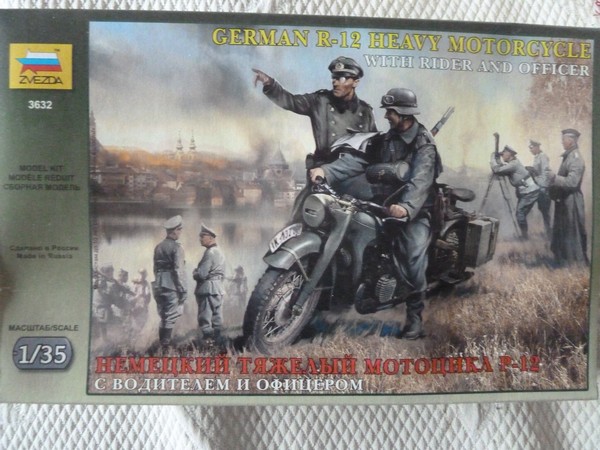 GERMAN R-12 HEAVY MOTORCYCLE
WITH RIDER AND OFFICER
ZVEZDA
3632
MODEL KIT
MODELE REDUIT
СБОРНАЯ МОДЕЛЬ
Сделано в России
Made in Russia
МАСШТАБ/SCALE
1/35
НЕМЕЦКИЙ ТЯЖЕЛЫЙ МОТОЦИКЛ Р-12
С ВОДИТЕЛЕМ И ОФИЦЕРОМ